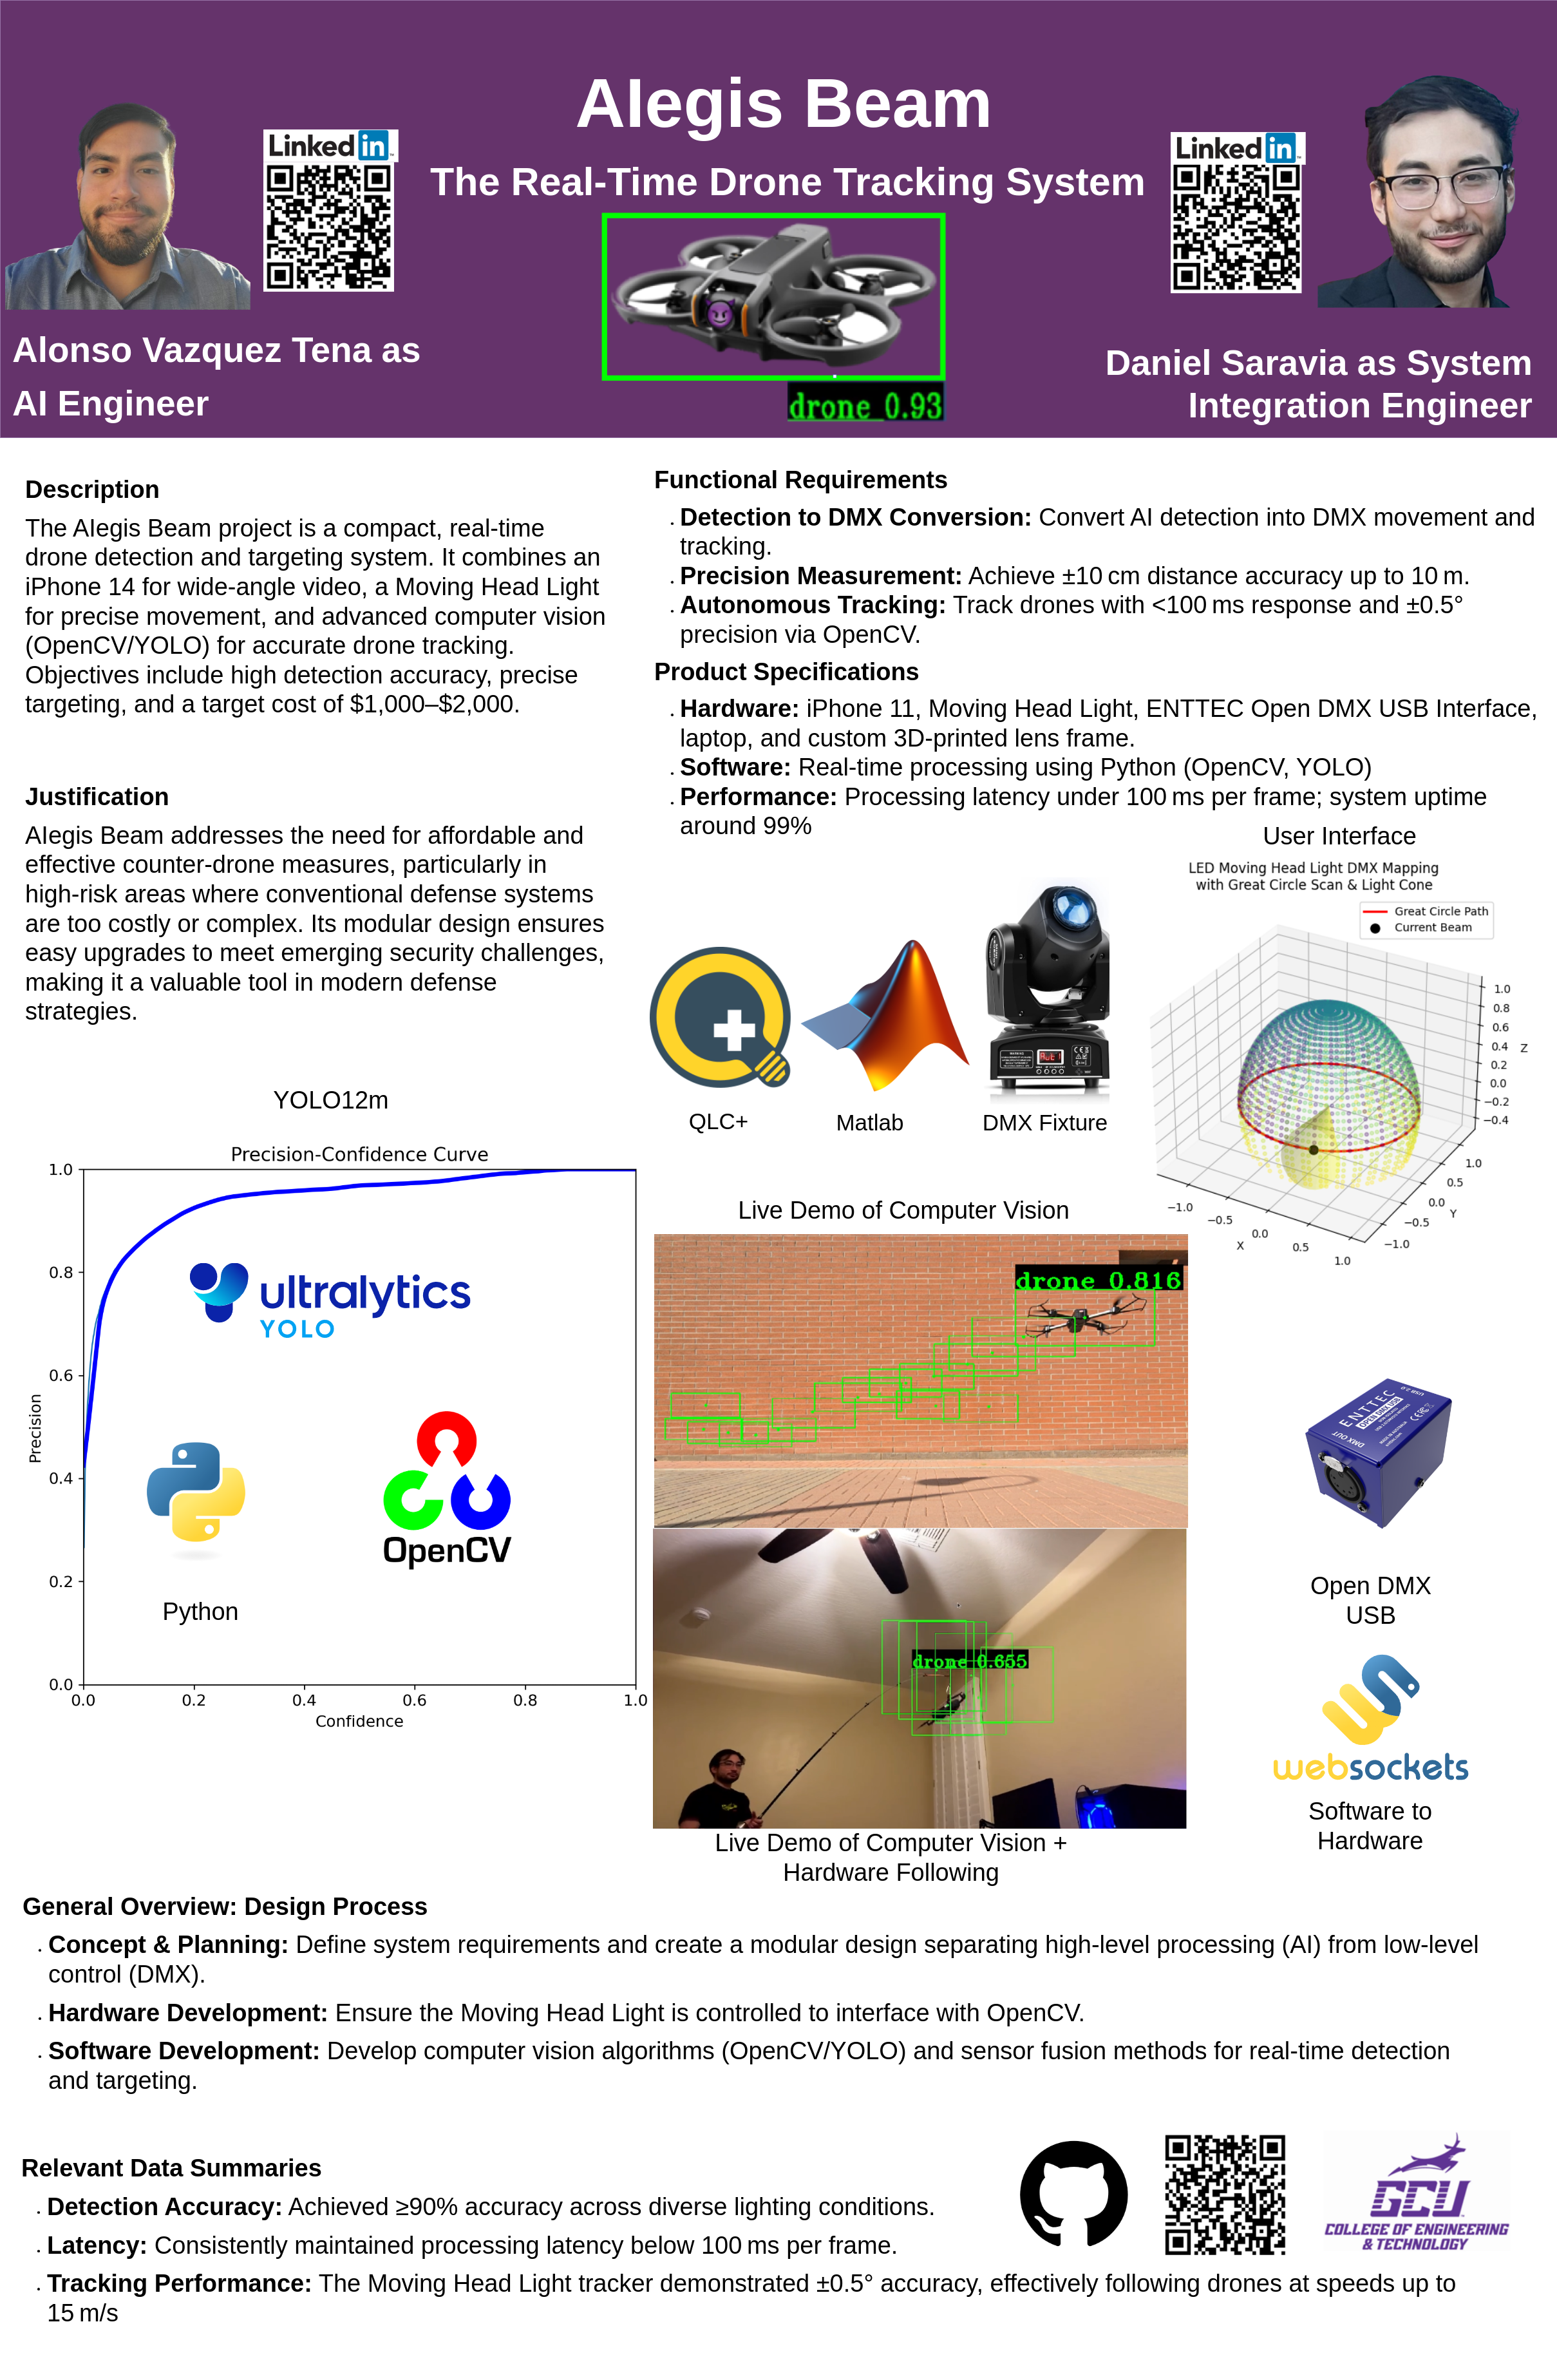 AIegis Beam
The Real-Time Drone Tracking System
Linked in
Linked in
drone 0.93
Alonso Vazquez Tena as
AI Engineer
Daniel Saravia as System
Integration Engineer
Description
The AIegis Beam project is a compact, real-time
drone detection and targeting system. It combines an
iPhone 14 for wide-angle video, a Moving Head Light
for precise movement, and advanced computer vision
(OpenCV/YOLO) for accurate drone tracking.
Objectives include high detection accuracy, precise
targeting, and a target cost of $1,000–$2,000.
Justification
AIegis Beam addresses the need for affordable and
effective counter-drone measures, particularly in
high-risk areas where conventional defense systems
are too costly or complex. Its modular design ensures
easy upgrades to meet emerging security challenges,
making it a valuable tool in modern defense
strategies.
Functional Requirements
· Detection to DMX Conversion: Convert AI detection into DMX movement and
tracking.
· Precision Measurement: Achieve ±10 cm distance accuracy up to 10 m.
· Autonomous Tracking: Track drones with <100 ms response and ±0.5°
precision via OpenCV.
Product Specifications
· Hardware: iPhone 11, Moving Head Light, ENTTEC Open DMX USB Interface,
laptop, and custom 3D-printed lens frame.
· Software: Real-time processing using Python (OpenCV, YOLO)
· Performance: Processing latency under 100 ms per frame; system uptime
around 99%
User Interface
LED Moving Head Light DMX Mapping
with Great Circle Scan & Light Cone
Great Circle Path
Current Beam
1.0
0.8
0.6
0.4
0.2
0.0
−0.2
−0.4
Z
1.0
0.5
0.0
−0.5
−1.0
Y
−1.0
−0.5
0.0
0.5
1.0
X
QLC+
Matlab
DMX Fixture
YOLO12m
Precision-Confidence Curve
1.0
0.8
0.6
0.4
0.2
0.0
Precision
0.0
0.2
0.4
0.6
0.8
1.0
Confidence
ultralytics
YOLO
Python
OpenCV
Live Demo of Computer Vision
drone 0.816
drone 0.655
Live Demo of Computer Vision +
Hardware Following
ENTTEC
OPEN DMX USB
DMX OUT
USB 2.0
Open DMX
USB
websockets
Software to
Hardware
General Overview: Design Process
· Concept & Planning: Define system requirements and create a modular design separating high-level processing (AI) from low-level
control (DMX).
· Hardware Development: Ensure the Moving Head Light is controlled to interface with OpenCV.
· Software Development: Develop computer vision algorithms (OpenCV/YOLO) and sensor fusion methods for real-time detection
and targeting.
Relevant Data Summaries
· Detection Accuracy: Achieved ≥90% accuracy across diverse lighting conditions.
· Latency: Consistently maintained processing latency below 100 ms per frame.
· Tracking Performance: The Moving Head Light tracker demonstrated ±0.5° accuracy, effectively following drones at speeds up to
15 m/s
GCU
COLLEGE OF ENGINEERING
& TECHNOLOGY